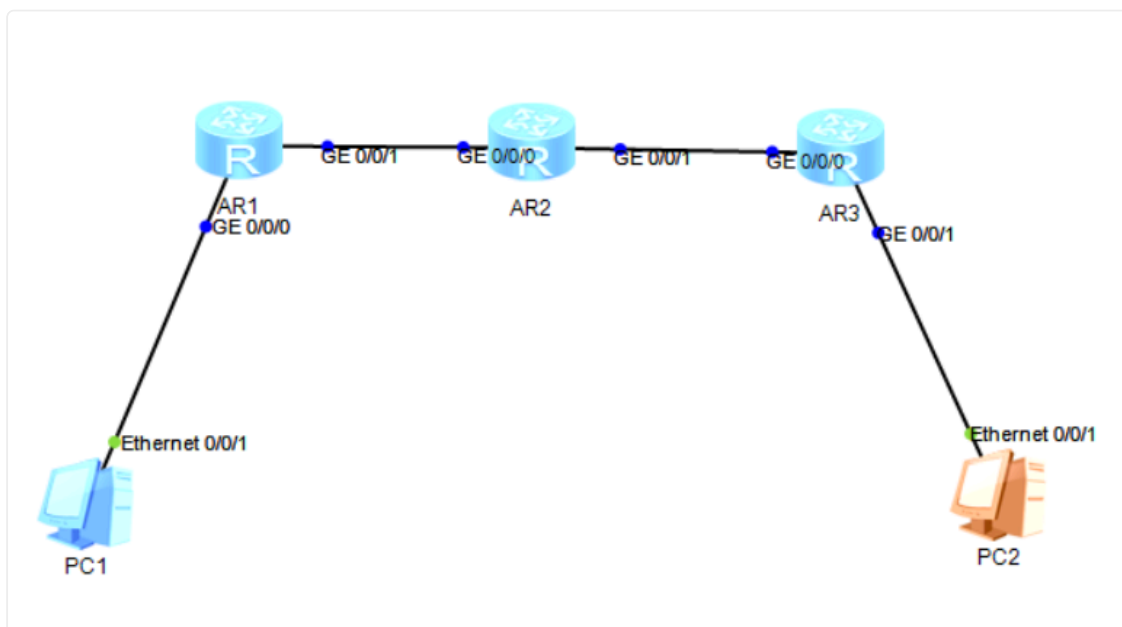 R
R
R
GE 0/0/1
GE 0/0/0
GE 0/0/1
GE 0/0/0
AR1
AR2
AR3
GE 0/0/0
GE 0/0/1
Ethernet 0/0/1
Ethernet 0/0/1
PC1
PC2